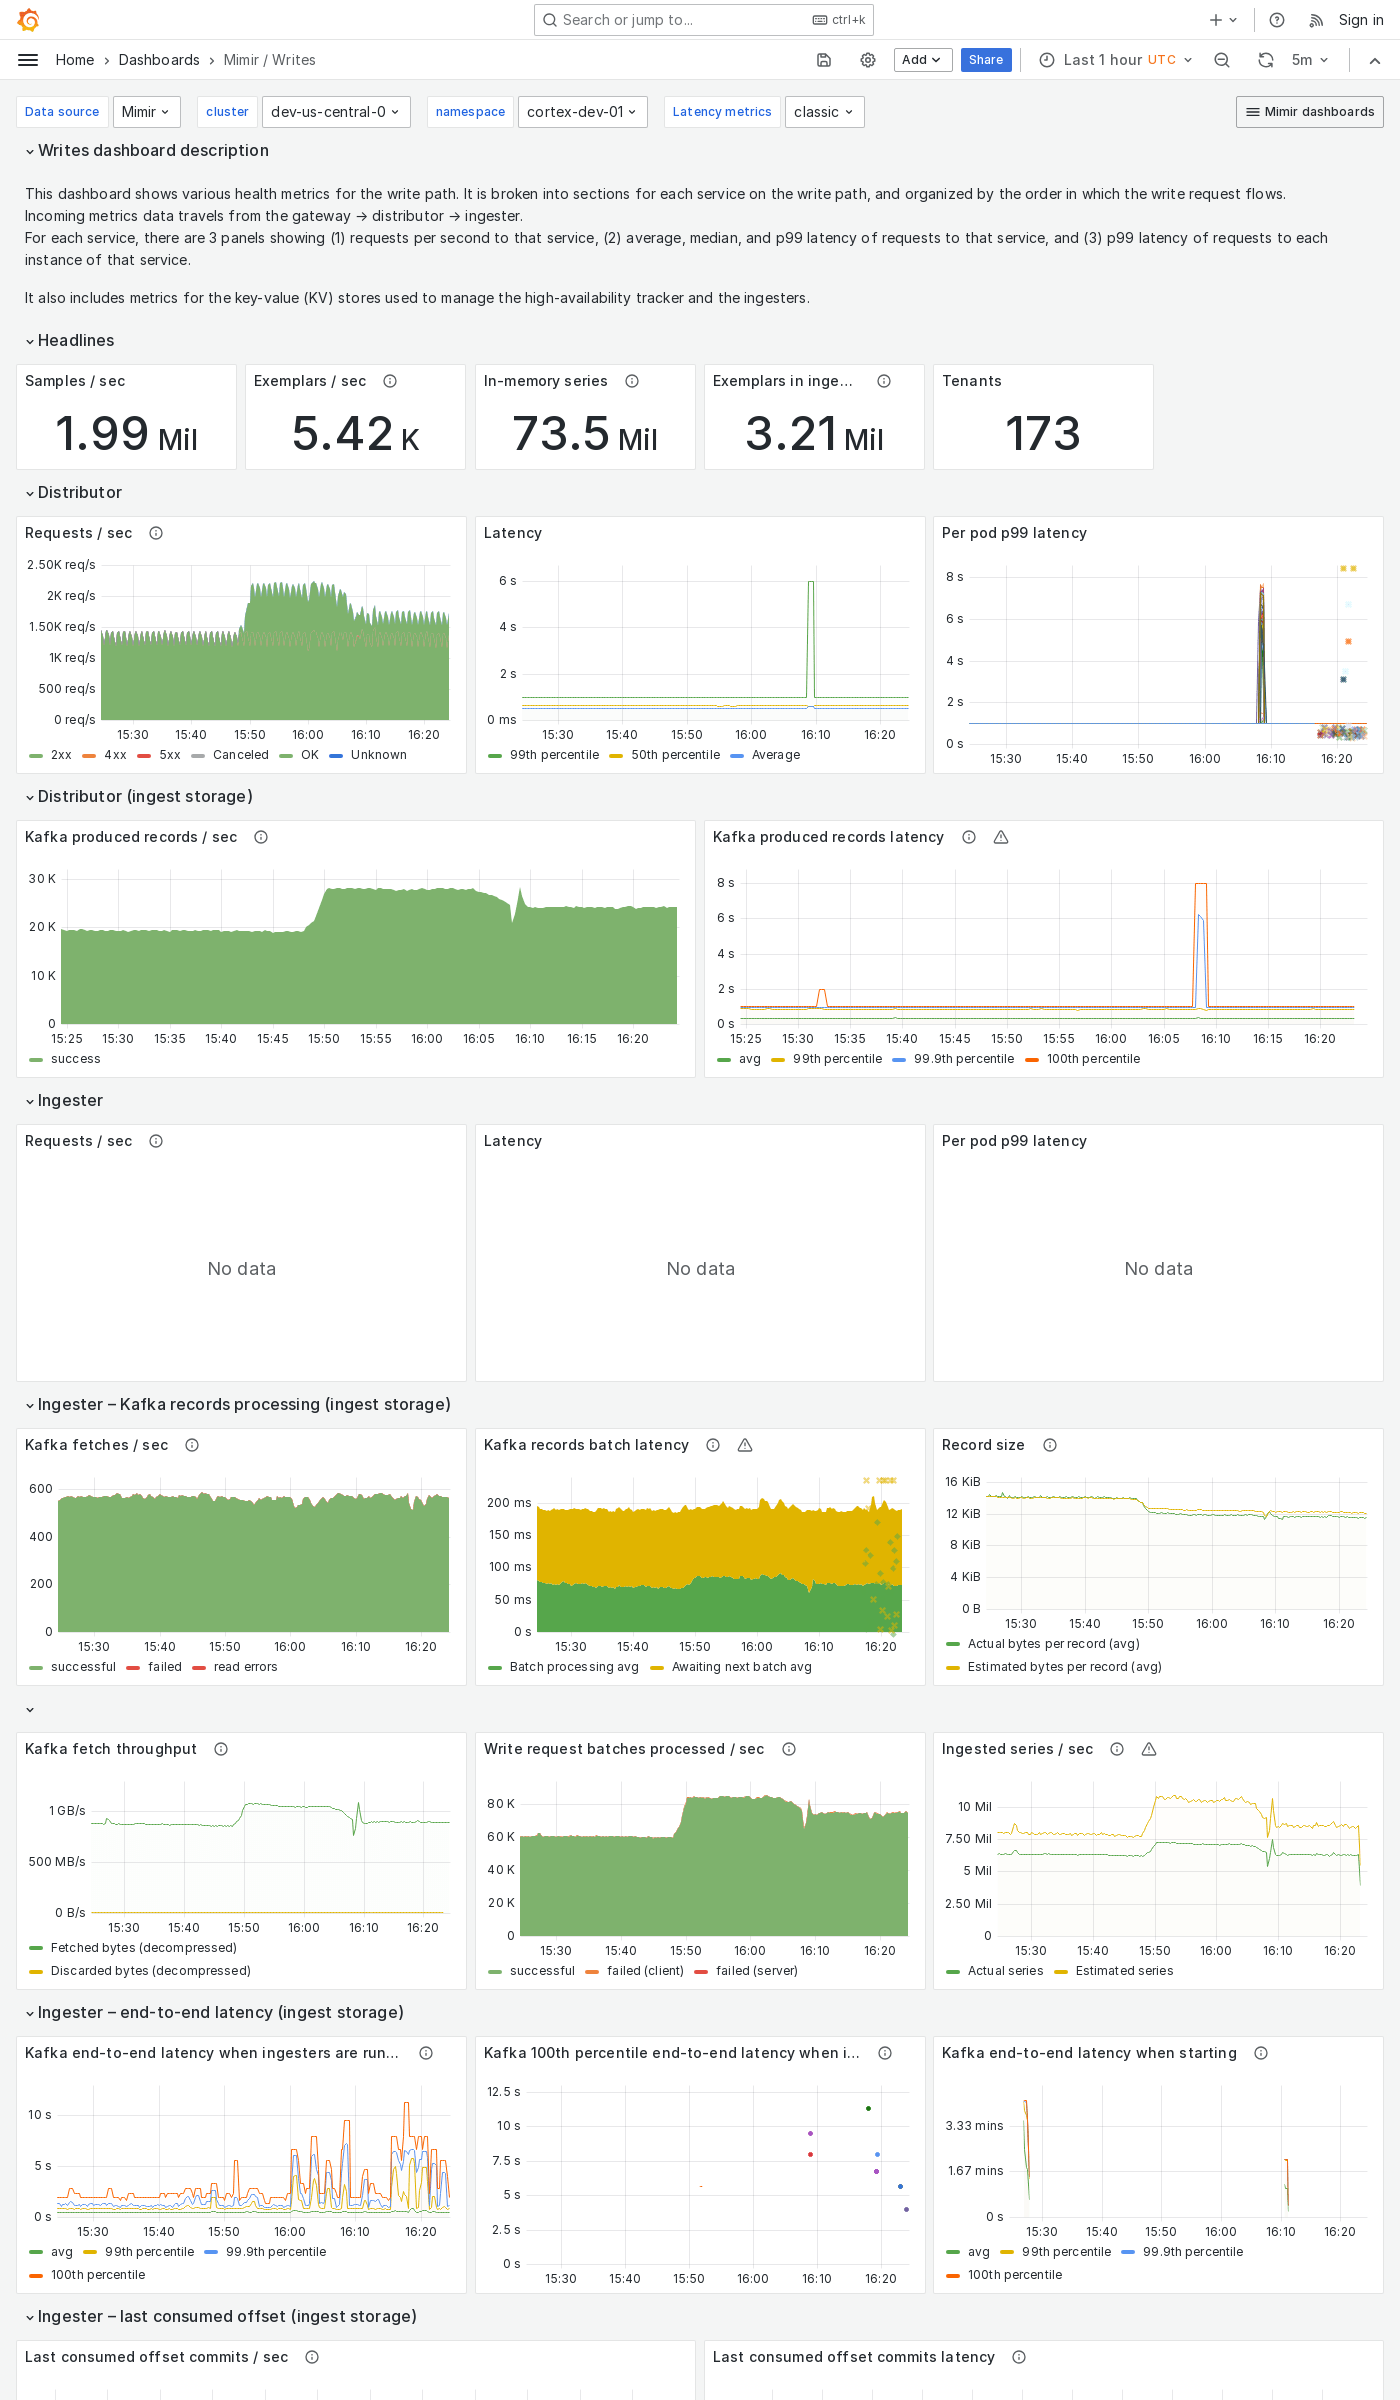 Search or jump to...
ctrl+k
Sign in
Home
Dashboards
Mimir / Writes
Add
Share
Last 1 hour UTC
5m
Data source
Mimir
cluster
dev-us-central-0
namespace
cortex-dev-01
Latency metrics
classic
Mimir dashboards
Writes dashboard description
This dashboard shows various health metrics for the write path. It is broken into sections for each service on the write path, and organized by the order in which the write request flows.
Incoming metrics data travels from the gateway → distributor → ingester.
For each service, there are 3 panels showing (1) requests per second to that service, (2) average, median, and p99 latency of requests to that service, and (3) p99 latency of requests to each
instance of that service.
It also includes metrics for the key-value (KV) stores used to manage the high-availability tracker and the ingesters.
Headlines
Samples / sec
1.99 Mil
Exemplars / sec
5.42 K
In-memory series
73.5 Mil
Exemplars in inge...
3.21 Mil
Tenants
173
Distributor
Requests / sec
2.50K req/s
2K req/s
1.50K req/s
1K req/s
500 req/s
0 req/s
15:30 15:40 15:50 16:00 16:10 16:20
2xx 4xx 5xx Canceled OK Unknown
Latency
6 s
4 s
2 s
0 ms
15:30 15:40 15:50 16:00 16:10 16:20
99th percentile 50th percentile Average
Per pod p99 latency
8 s
6 s
4 s
2 s
0 s
15:30 15:40 15:50 16:00 16:10 16:20
Distributor (ingest storage)
Kafka produced records / sec
30 K
20 K
10 K
0
15:25 15:30 15:35 15:40 15:45 15:50 15:55 16:00 16:05 16:10 16:15 16:20
success
Kafka produced records latency
8 s
6 s
4 s
2 s
0 s
15:25 15:30 15:35 15:40 15:45 15:50 15:55 16:00 16:05 16:10 16:15 16:20
avg 99th percentile 99.9th percentile 100th percentile
Ingester
Requests / sec
No data
Latency
No data
Per pod p99 latency
No data
Ingester – Kafka records processing (ingest storage)
Kafka fetches / sec
600
400
200
0
15:30 15:40 15:50 16:00 16:10 16:20
successful failed read errors
Kafka records batch latency
200 ms
150 ms
100 ms
50 ms
0 s
15:30 15:40 15:50 16:00 16:10 16:20
Batch processing avg Awaiting next batch avg
Record size
16 KiB
12 KiB
8 KiB
4 KiB
0 B
15:30 15:40 15:50 16:00 16:10 16:20
Actual bytes per record (avg)
Estimated bytes per record (avg)
Kafka fetch throughput
1 GB/s
500 MB/s
0 B/s
15:30 15:40 15:50 16:00 16:10 16:20
Fetched bytes (decompressed)
Discarded bytes (decompressed)
Write request batches processed / sec
80 K
60 K
40 K
20 K
0
15:30 15:40 15:50 16:00 16:10 16:20
successful failed (client) failed (server)
Ingested series / sec
10 Mil
7.50 Mil
5 Mil
2.50 Mil
0
15:30 15:40 15:50 16:00 16:10 16:20
Actual series Estimated series
Ingester – end-to-end latency (ingest storage)
Kafka end-to-end latency when ingesters are run...
10 s
5 s
0 s
15:30 15:40 15:50 16:00 16:10 16:20
avg 99th percentile 99.9th percentile
100th percentile
Kafka 100th percentile end-to-end latency when i...
12.5 s
10 s
7.5 s
5 s
2.5 s
0 s
15:30 15:40 15:50 16:00 16:10 16:20
Kafka end-to-end latency when starting
3.33 mins
1.67 mins
0 s
15:30 15:40 15:50 16:00 16:10 16:20
avg 99th percentile 99.9th percentile
100th percentile
Ingester – last consumed offset (ingest storage)
Last consumed offset commits / sec
Last consumed offset commits latency